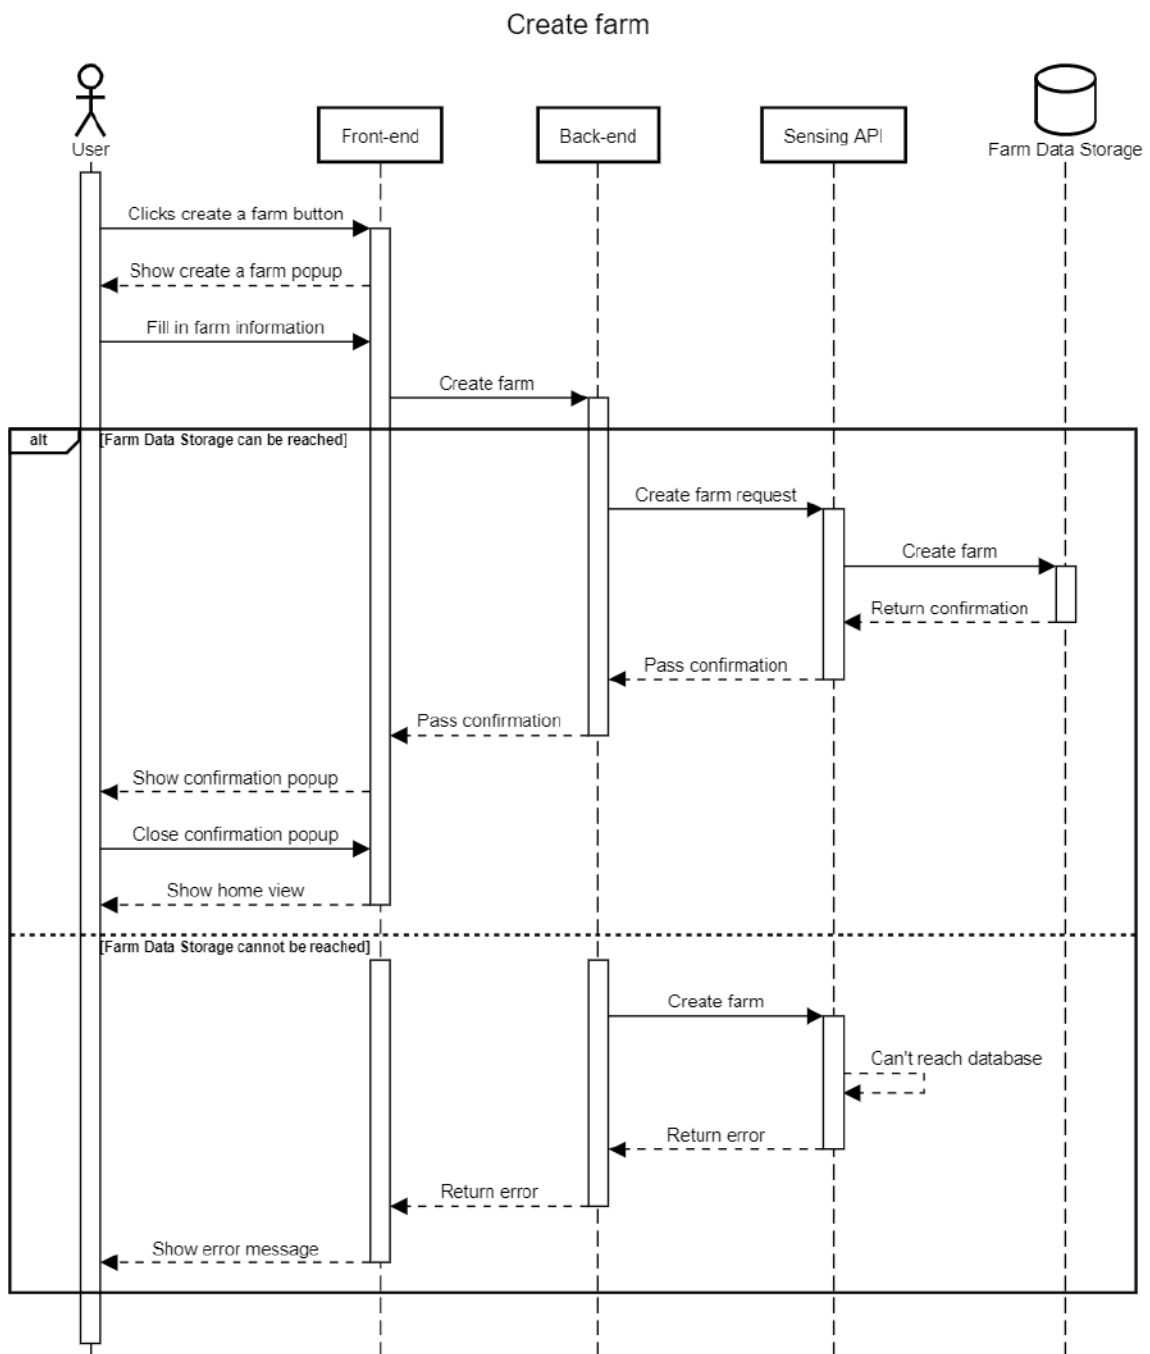 Create farm
User
Front-end
Back-end
Sensing API
Farm Data Storage
Clicks create a farm button
Show create a farm popup
Fill in farm information
Create farm
alt
[Farm Data Storage can be reached]
Create farm request
Create farm
Return confirmation
Pass confirmation
Pass confirmation
Show confirmation popup
Close confirmation popup
Show home view
[Farm Data Storage cannot be reached]
Create farm
Can't reach database
Return error
Return error
Show error message